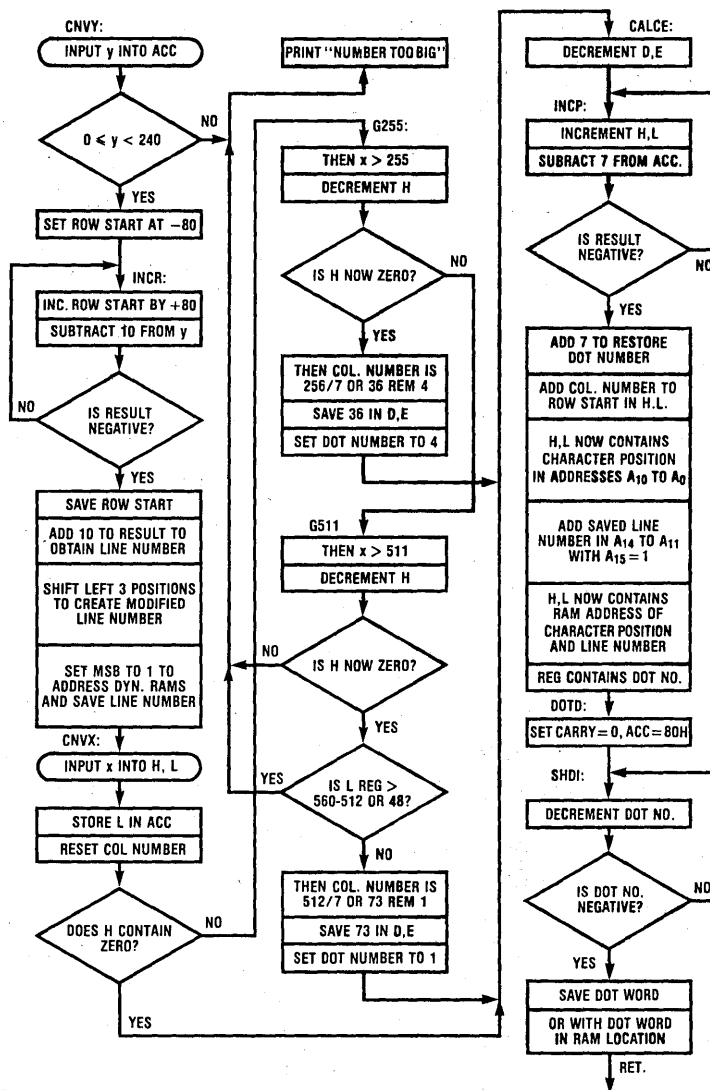 CNVY:
INPUT y INTO ACC
0 ⩽ y < 240
NO
YES
SET ROW START AT −80
INCR:
INC. ROW START BY +80
SUBTRACT 10 FROM y
NO
IS RESULT
NEGATIVE?
YES
SAVE ROW START
ADD 10 TO RESULT TO
OBTAIN LINE NUMBER
SHIFT LEFT 3 POSITIONS
TO CREATE MODIFIED
LINE NUMBER
SET MSB TO 1 TO
ADDRESS DYN. RAMS
AND SAVE LINE NUMBER
CNVX:
INPUT x INTO H, L
STORE L IN ACC
RESET COL NUMBER
DOES H CONTAIN
ZERO?
NO
YES
PRINT "NUMBER TOO BIG"
G255:
THEN x > 255
DECREMENT H
IS H NOW ZERO?
NO
YES
THEN COL. NUMBER IS
256/7 OR 36 REM 4
SAVE 36 IN D,E
SET DOT NUMBER TO 4
G511
THEN x > 511
DECREMENT H
NO
IS H NOW ZERO?
YES
YES
IS L REG >
560-512 OR 48?
NO
THEN COL. NUMBER IS
512/7 OR 73 REM 1
SAVE 73 IN D,E
SET DOT NUMBER TO 1
CALCE:
DECREMENT D,E
INCP:
INCREMENT H,L
SUBTRACT 7 FROM ACC.
IS RESULT
NEGATIVE?
NO
YES
ADD 7 TO RESTORE
DOT NUMBER
ADD COL. NUMBER TO
ROW START IN H.L.
H,L NOW CONTAINS
CHARACTER POSITION
IN ADDRESSES A10 TO A0
ADD SAVED LINE
NUMBER IN A14 TO A11
WITH A15 = 1
H,L NOW CONTAINS
RAM ADDRESS OF
CHARACTER POSITION
AND LINE NUMBER
REG CONTAINS DOT NO.
DOTD:
SET CARRY=0, ACC=80H
SHDI:
DECREMENT DOT NO.
IS DOT NO.
NEGATIVE?
NO
YES
SAVE DOT WORD
OR WITH DOT WORD
IN RAM LOCATION
RET.